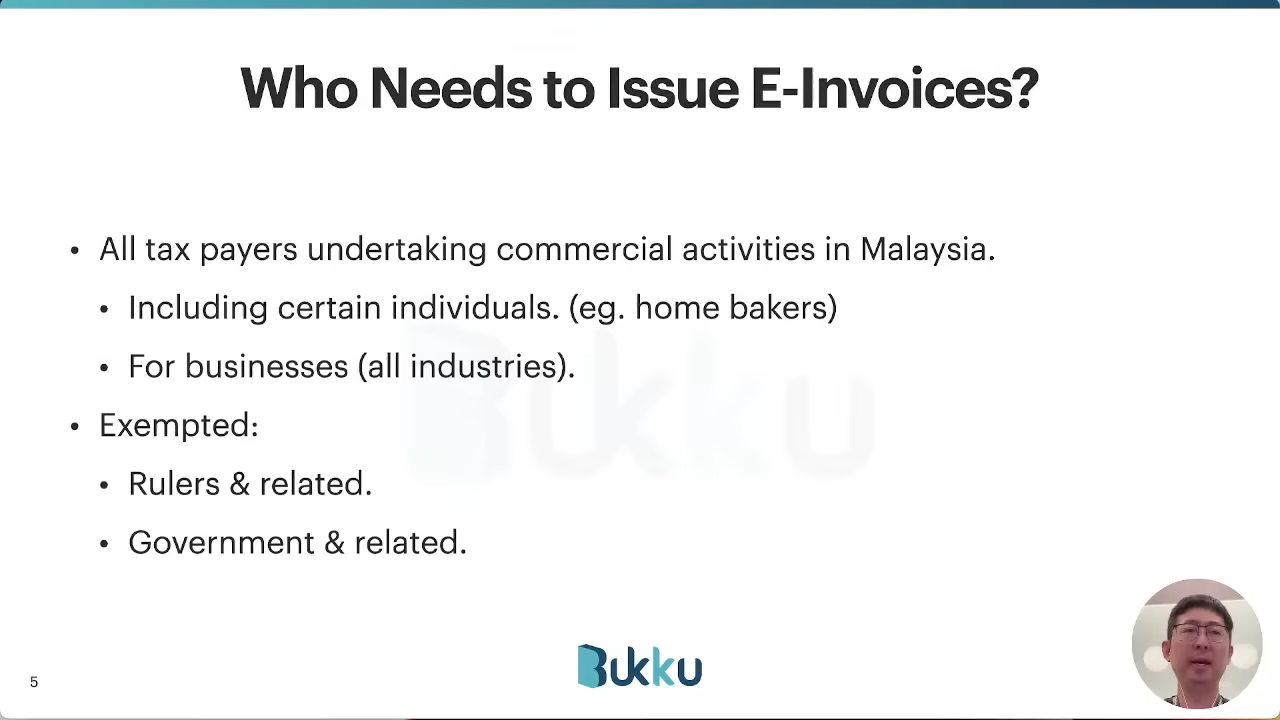 Who Needs to Issue E-Invoices?
• All tax payers undertaking commercial activities in Malaysia.
• Including certain individuals. (eg. home bakers)
• For businesses (all industries).
• Exempted:
• Rulers & related.
• Government & related.
Bukku
Bukku
5